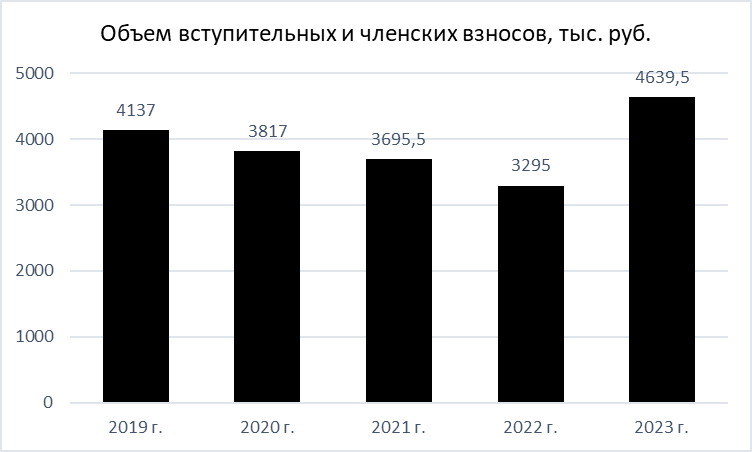 Объем вступительных и членских взносов, тыс. руб.
5000
4000
3000
2000
1000
0
4137
3817
3695,5
3295
4639,5
2019 г.
2020 г.
2021 г.
2022 г.
2023 г.